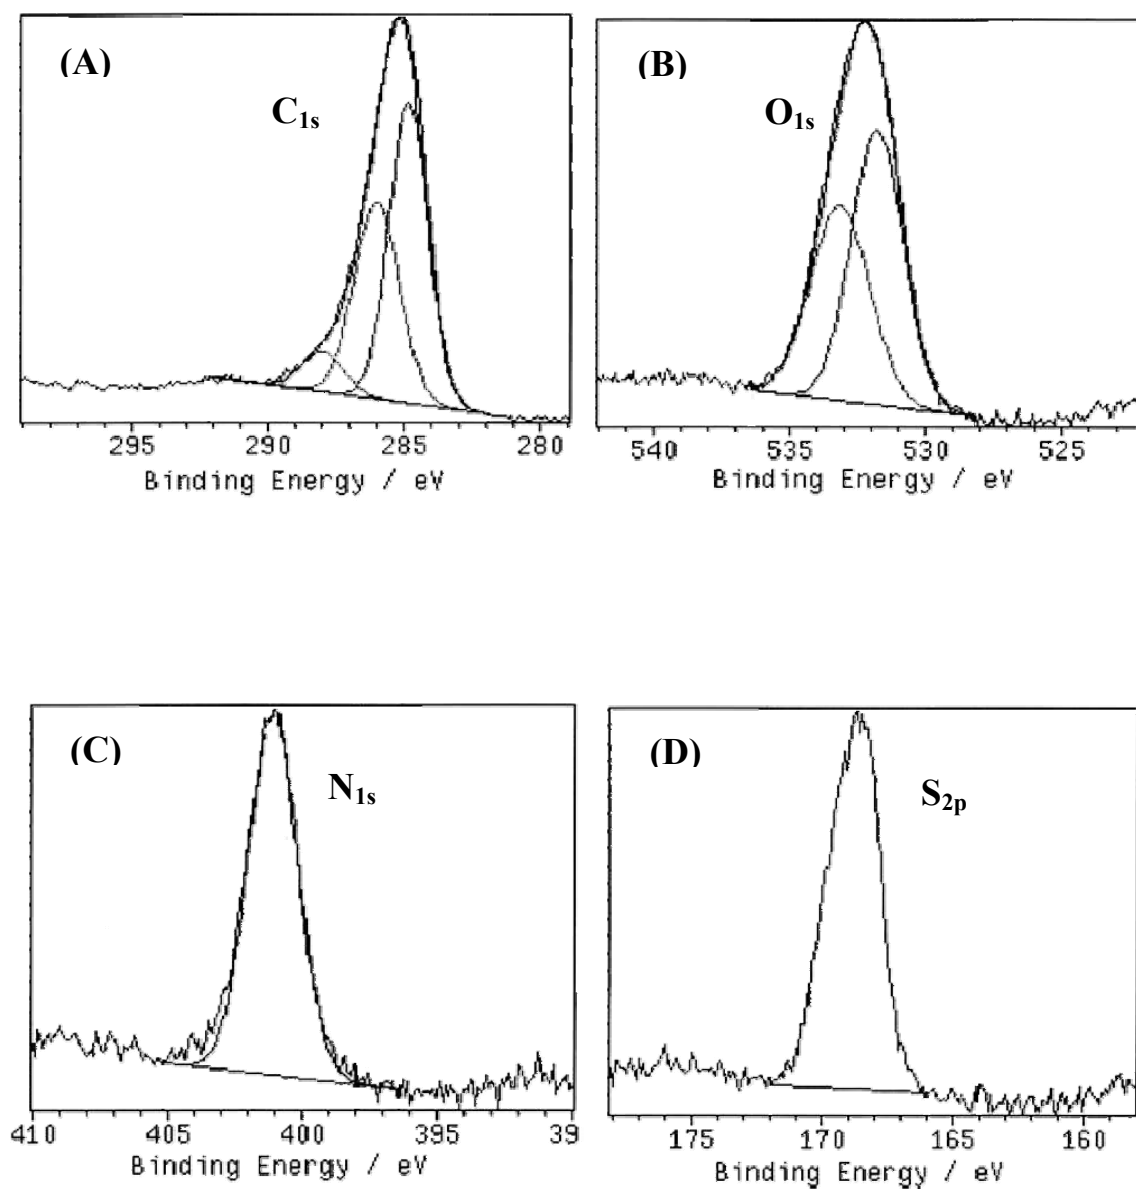 (A)
C1s
295 290 285 280
Binding Energy / eV
(B)
O1s
540 535 530 525
Binding Energy / eV
(C)
N1s
410 405 400 395 39
Binding Energy / eV
(D)
S2p
175 170 165 160
Binding Energy / eV